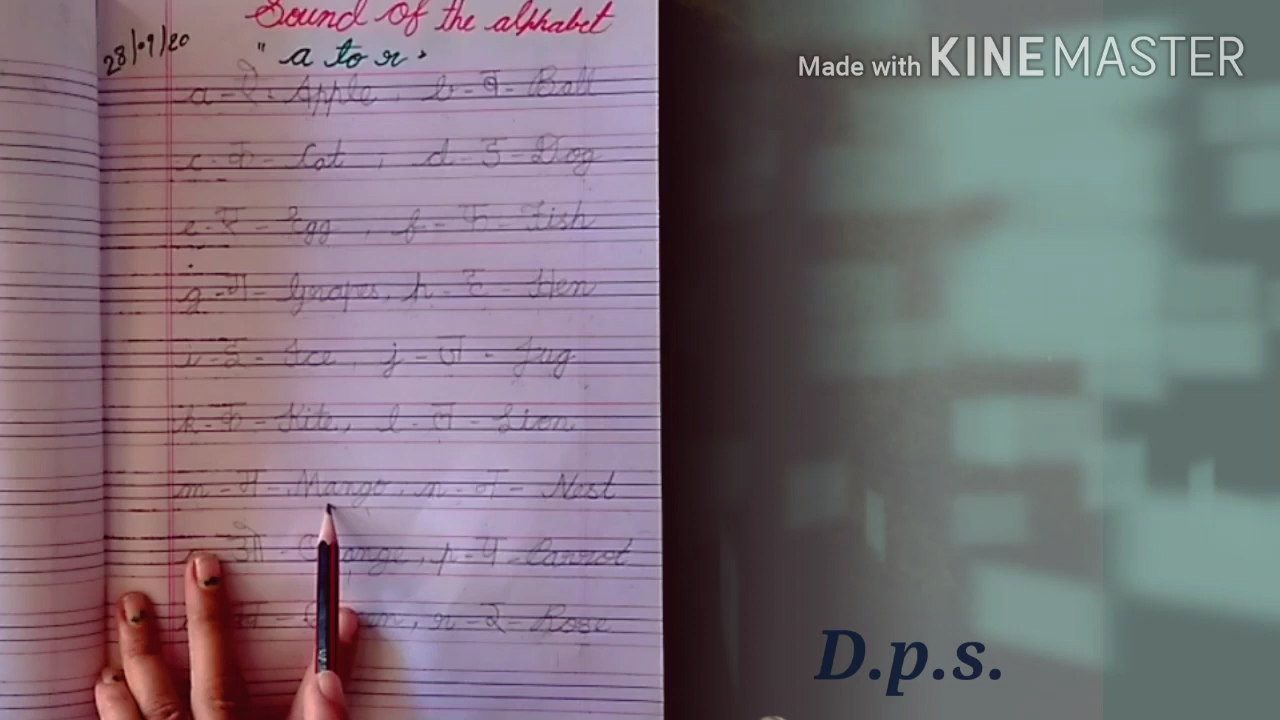 Sound of the alphabet
28/09/20
" a to r "
a - ऐ - Apple, b - ब - Ball
c - क - Cat, d - ड - Dog
e - ए - Egg, f - फ - Fish
g - ग - Grapes, h - ह - Hen
i - इ - Ice, j - ज - Jug
k - क - Kite, l - ल - Lion
m - म - Mango, n - न - Nest
ओ - Orange, p - प - Parrot
r - र - Rose
Made with KINEMASTER
D.p.s.